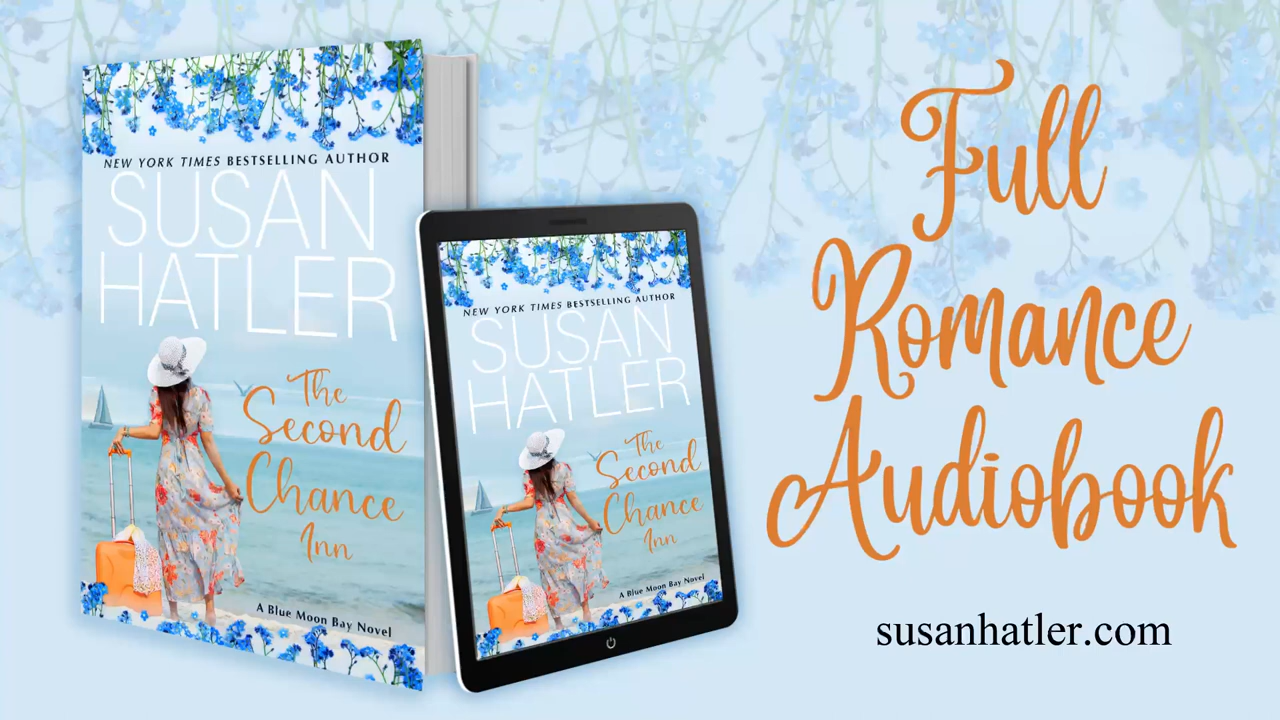 NEW YORK TIMES BESTSELLING AUTHOR
SUSAN
HATLER
The
Second
Chance
Inn
A Blue Moon Bay Novel
NEW YORK TIMES BESTSELLING AUTHOR
SUSAN
HATLER
The
Second
Chance
Inn
A Blue Moon Bay Novel
Full
Romance
Audiobook
susanhatler.com